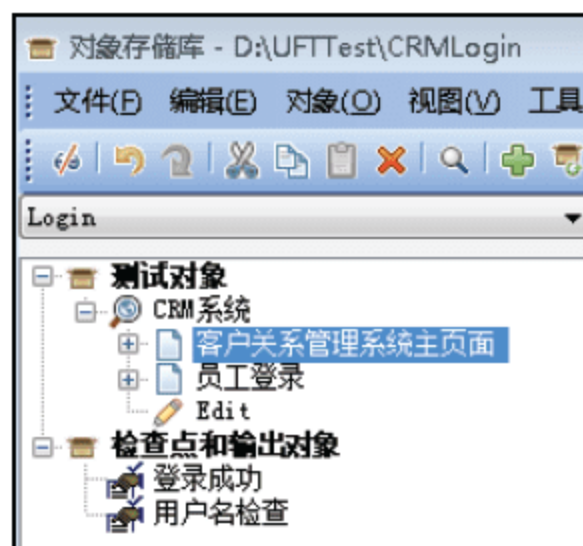 对象存储库 - D:\UFTTest\CRMLogin
文件(F) 编辑(E) 对象(O) 视图(V) 工具
Login
测试对象
CRM系统
客户关系管理系统主页面
员工登录
Edit
检查点和输出对象
登录成功
用户名检查